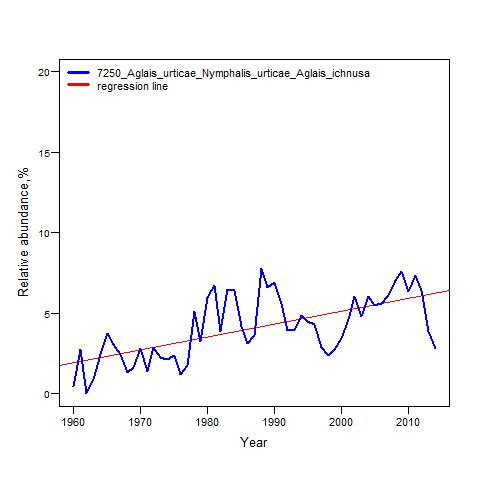 20
7250_Aglais_urticae_Nymphalis_urticae_Aglais_ichnusa
regression line
15
10
5
0
Relative abundance,%
1960 1970 1980 1990 2000 2010
Year